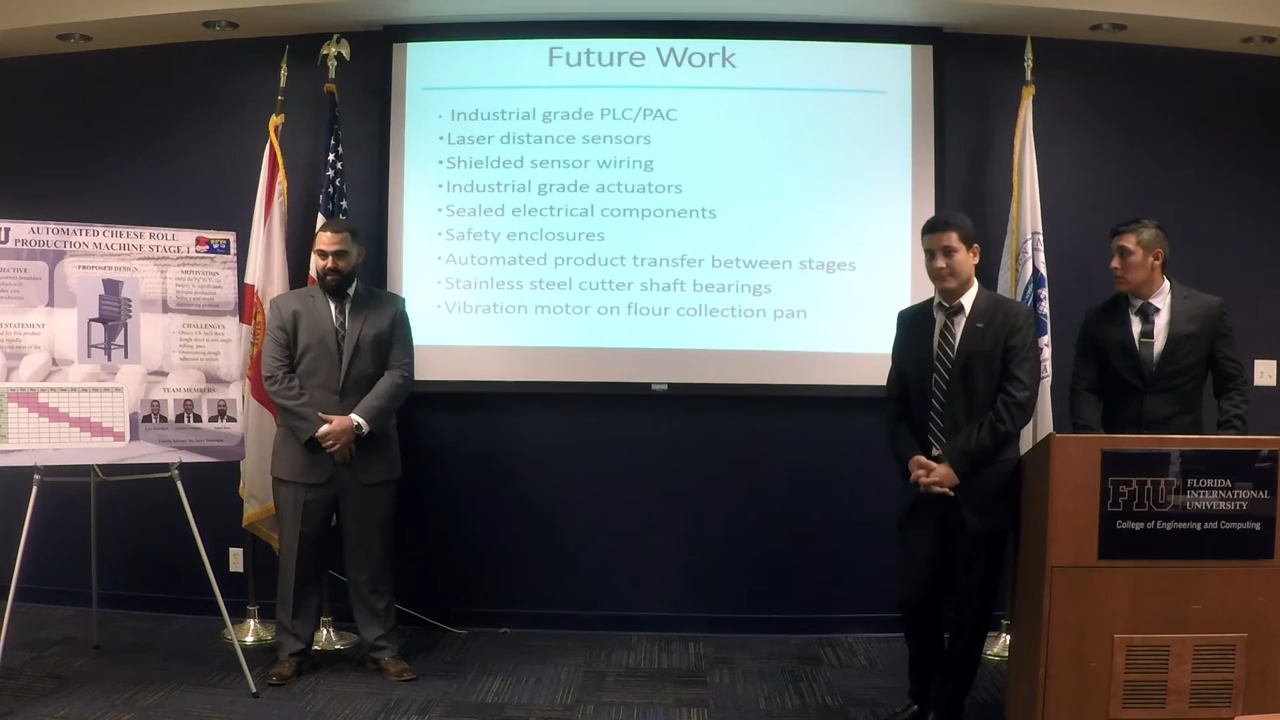 Future Work
· Industrial grade PLC/PAC
•Laser distance sensors
•Shielded sensor wiring
•Industrial grade actuators
•Sealed electrical components
•Safety enclosures
•Automated product transfer between stages
•Stainless steel cutter shaft bearings
•Vibration motor on flour collection pan
AUTOMATED CHEESE ROLL
PRODUCTION MACHINE STAGE 1
PROPOSED DESIGN
MOTIVATION
CHALLENGES
TEAM MEMBERS
FIU
FLORIDA
INTERNATIONAL
UNIVERSITY
College of Engineering and Computing